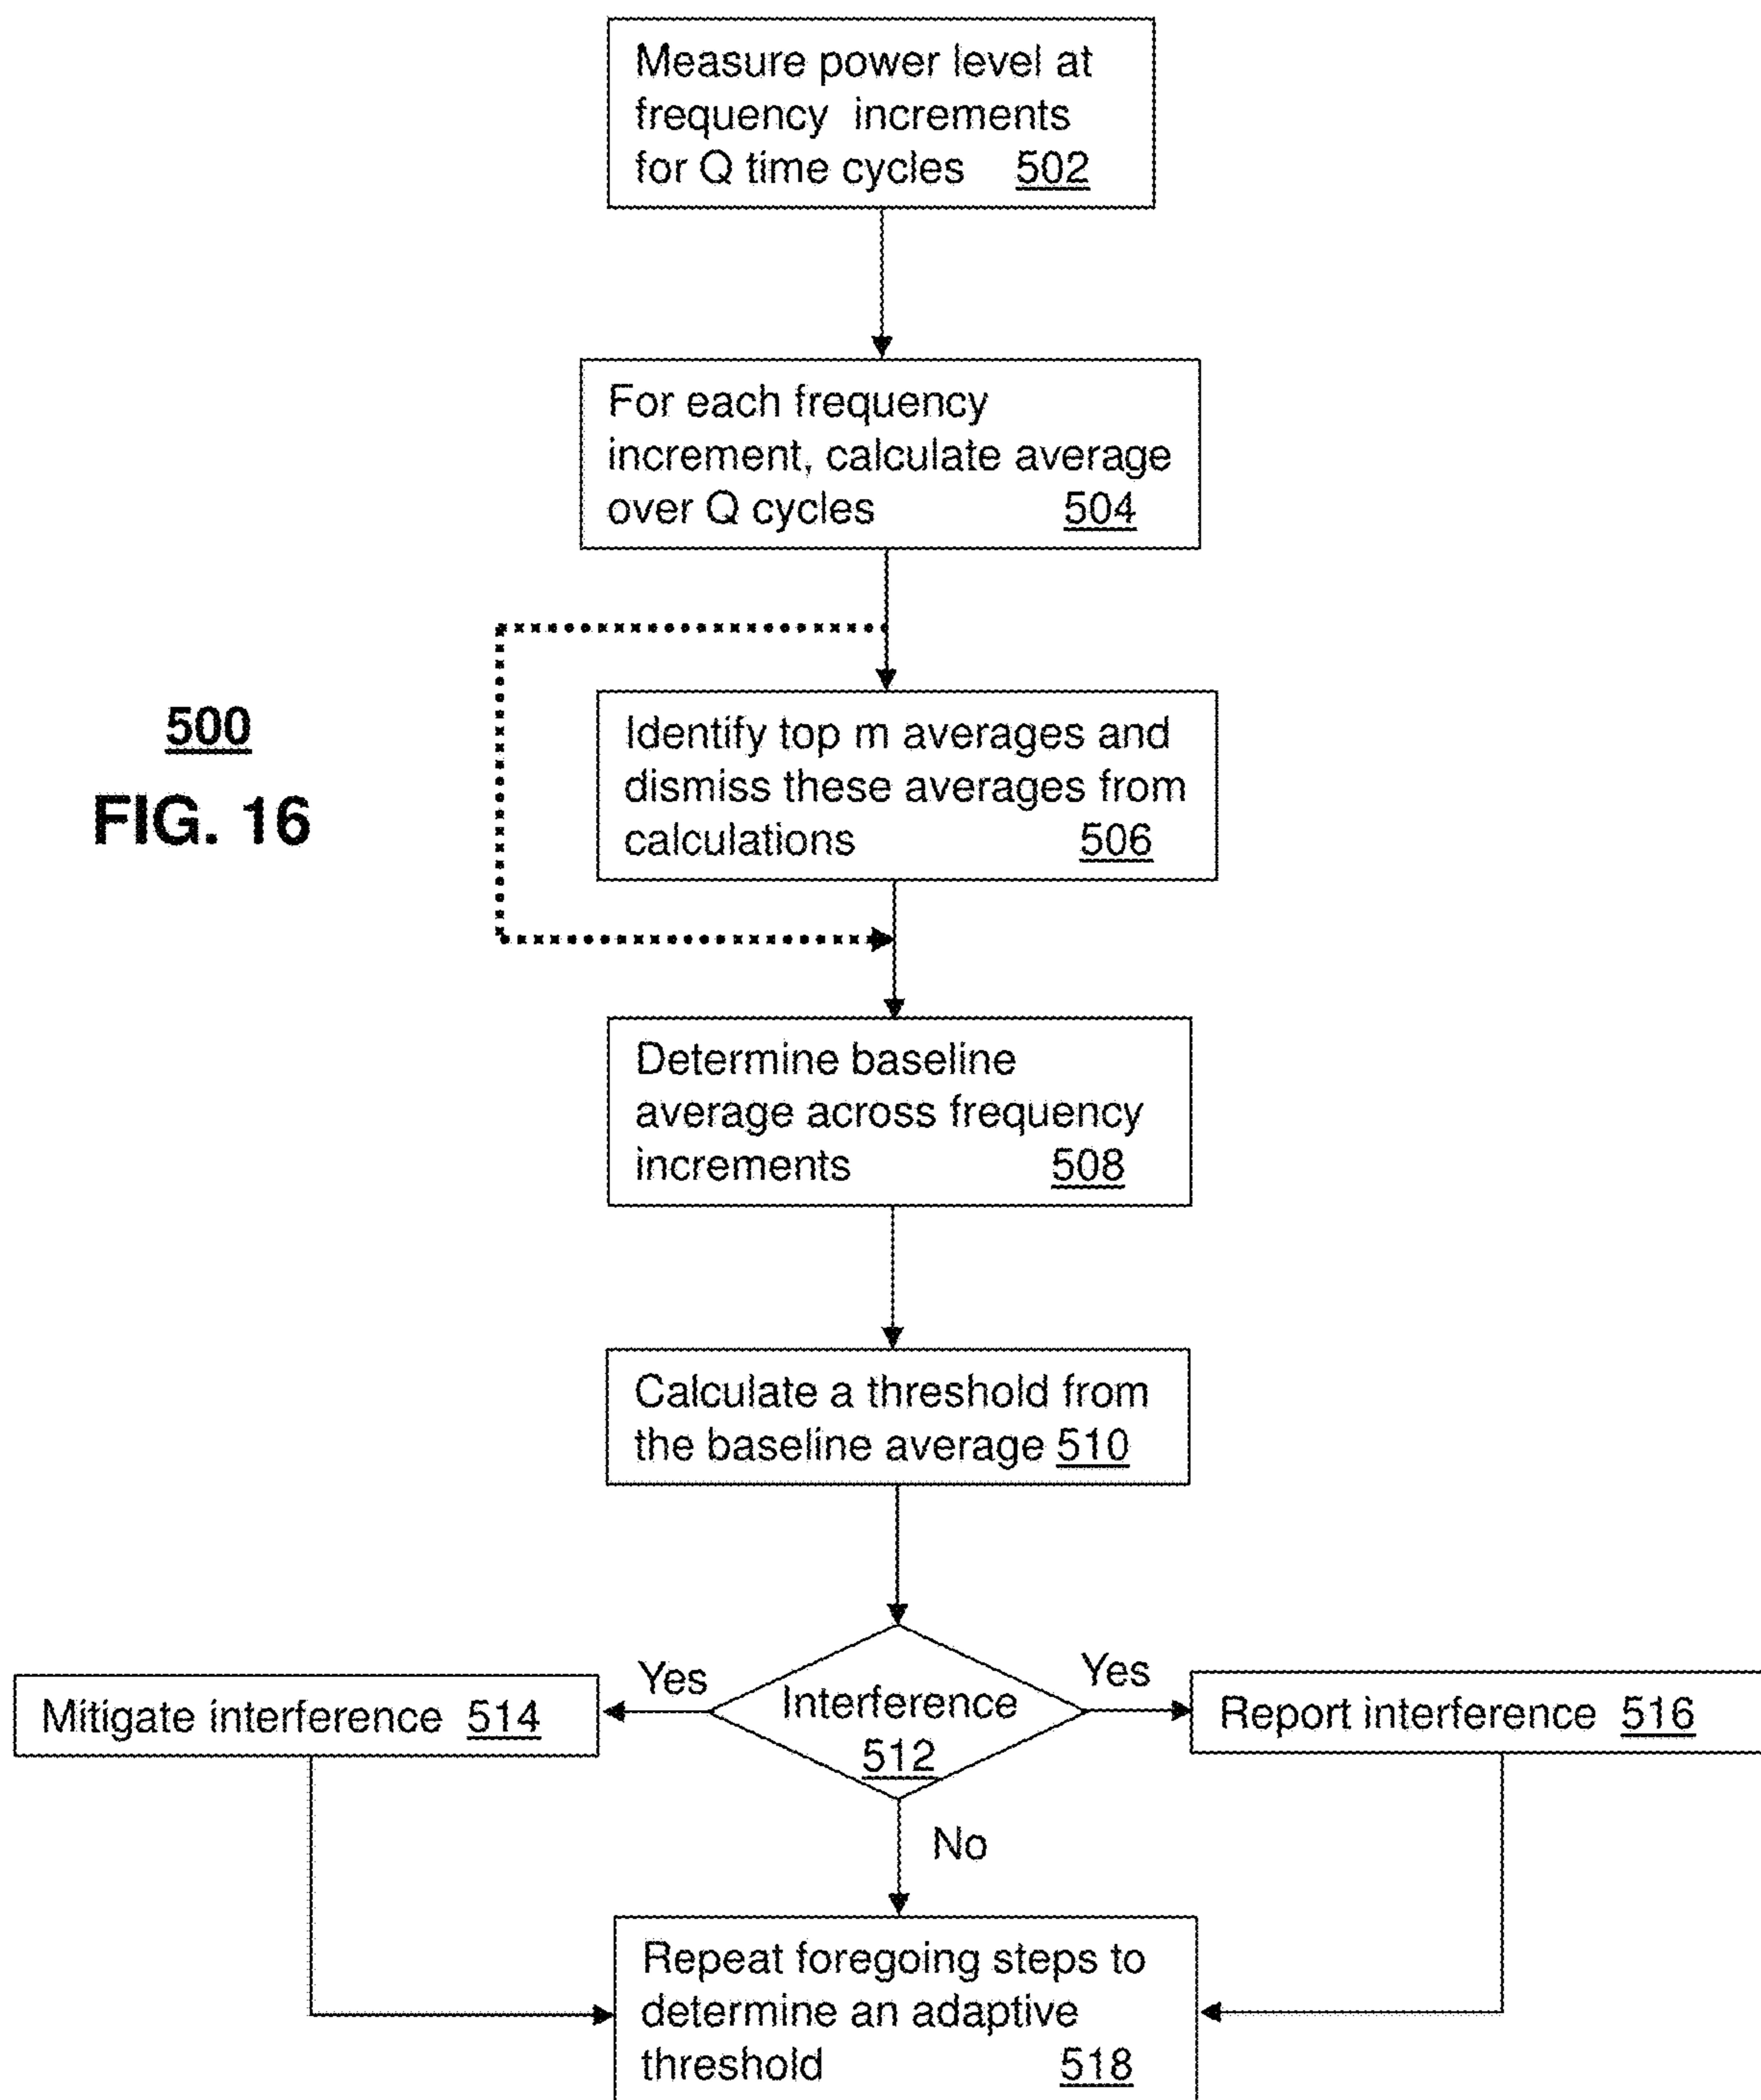 Measure power level at
frequency increments
for Q time cycles 502
For each frequency
increment, calculate average
over Q cycles 504
500
FIG. 16
Identify top m averages and
dismiss these averages from
calculations 506
Determine baseline
average across frequency
increments 508
Calculate a threshold from
the baseline average 510
Yes
Yes
Mitigate interference 514
Interference
512
Report interference 516
No
Repeat foregoing steps to
determine an adaptive
threshold 518